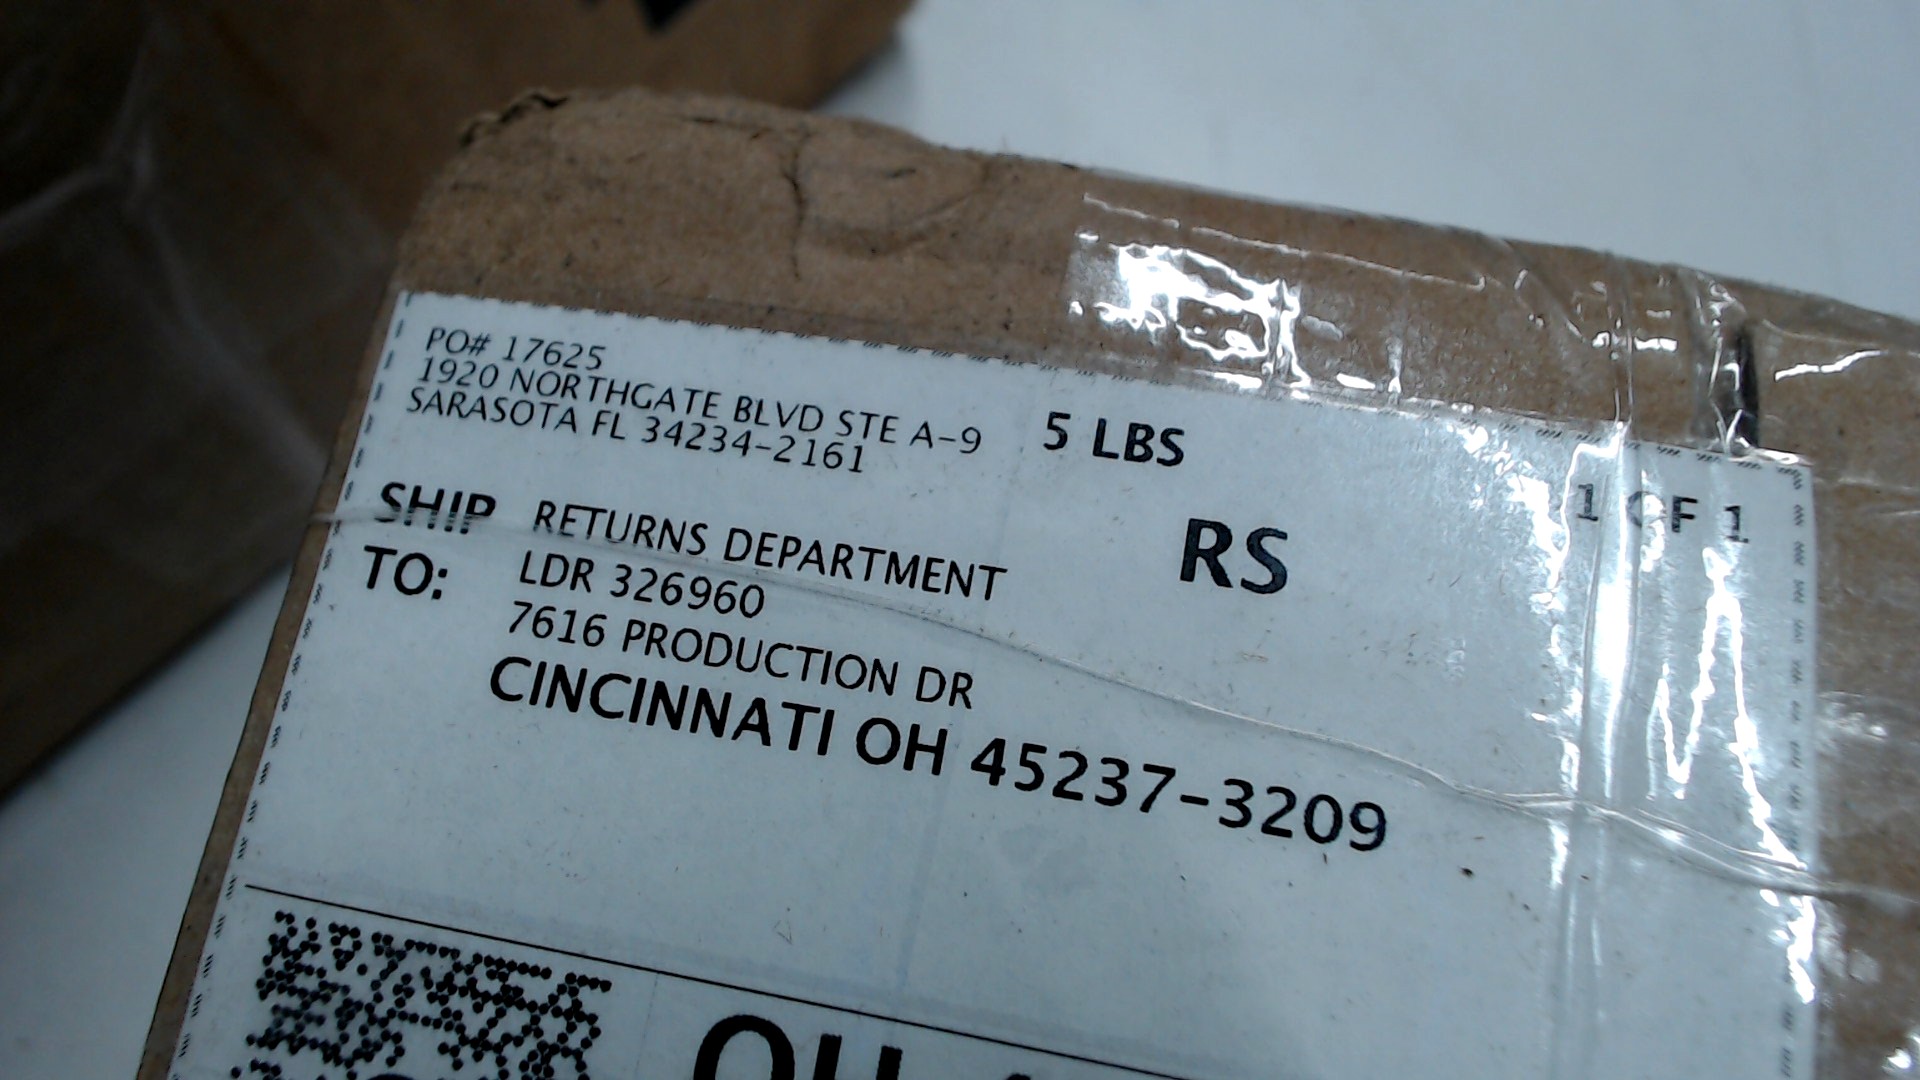 PO# 17625
1920 NORTHGATE BLVD STE A-9
SARASOTA FL 34234-2161
5 LBS
1 OF 1
SHIP TO:
RETURNS DEPARTMENT
LDR 326960
7616 PRODUCTION DR
CINCINNATI OH 45237-3209
RS
OH